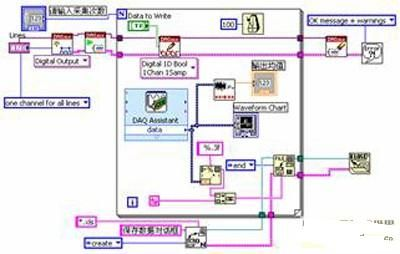 请输入采集次数
Data to Write
100
OK message + warnings
Lines
Digital Output
Digital 1D Bool
1Chan 1Samp
one channel for all lines
输出均值
Waveform Chart
DAQ Assistant
data
%.3f
end
*.xls
保存数据对话框
create